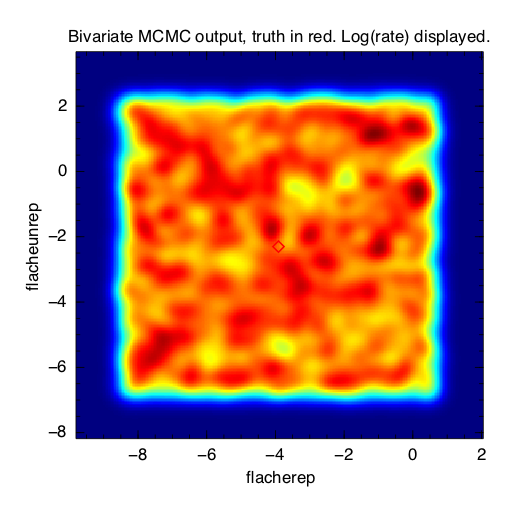 Bivariate MCMC output, truth in red. Log(rate) displayed.
2
0
−2
−4
−6
−8
flacheunrep
−8 −6 −4 −2 0 2
flacherep